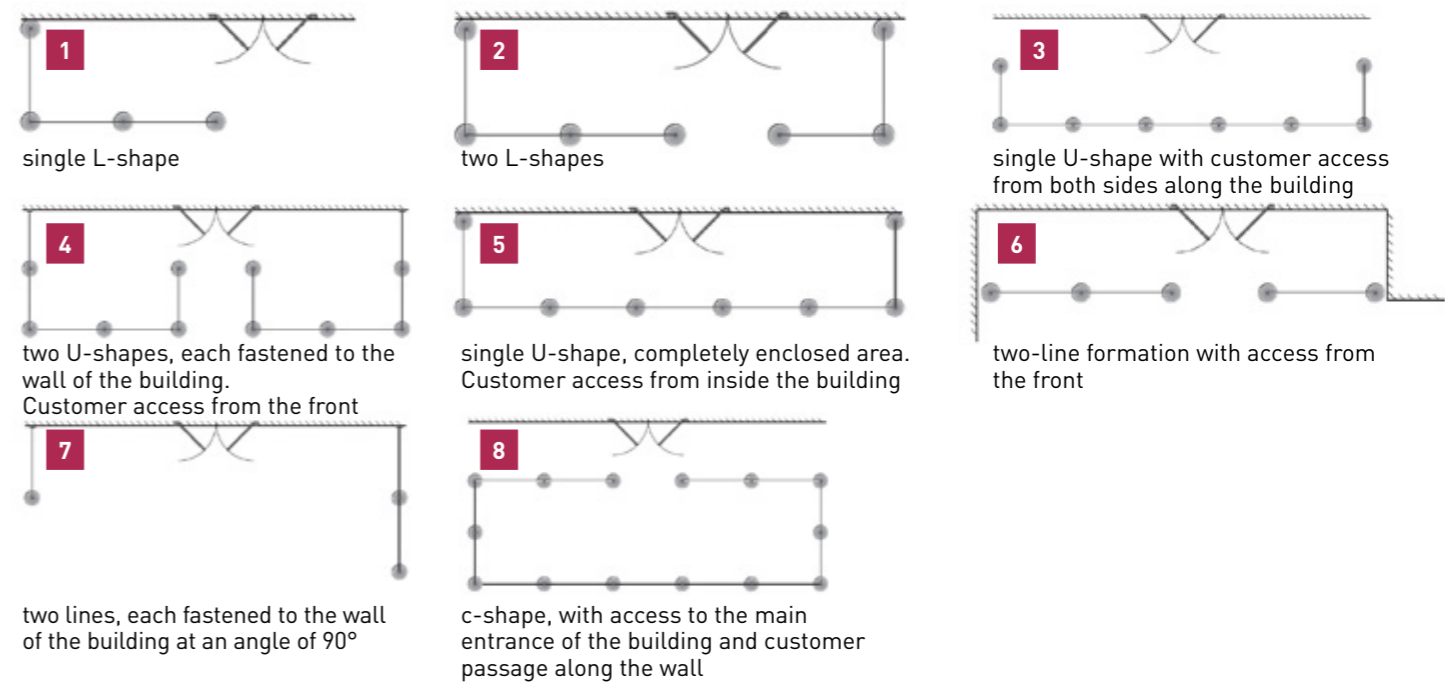 1
single L-shape
2
two L-shapes
3
single U-shape with customer access
from both sides along the building
4
two U-shapes, each fastened to the
wall of the building.
Customer access from the front
5
single U-shape, completely enclosed area.
Customer access from inside the building
6
two-line formation with access from
the front
7
two lines, each fastened to the wall
of the building at an angle of 90°
8
c-shape, with access to the main
entrance of the building and customer
passage along the wall